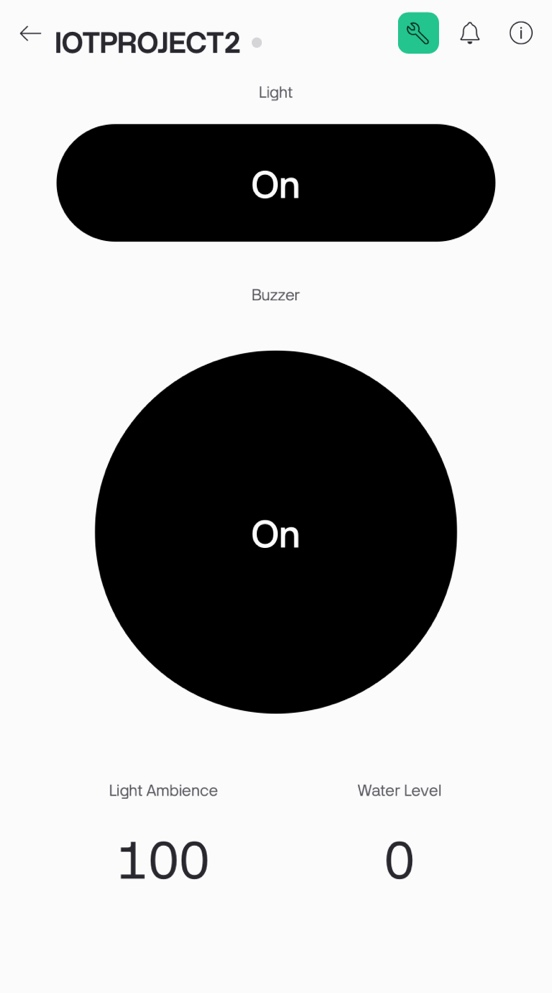 IOTPROJECT2
Light
On
Buzzer
On
Light Ambience
Water Level
100
0